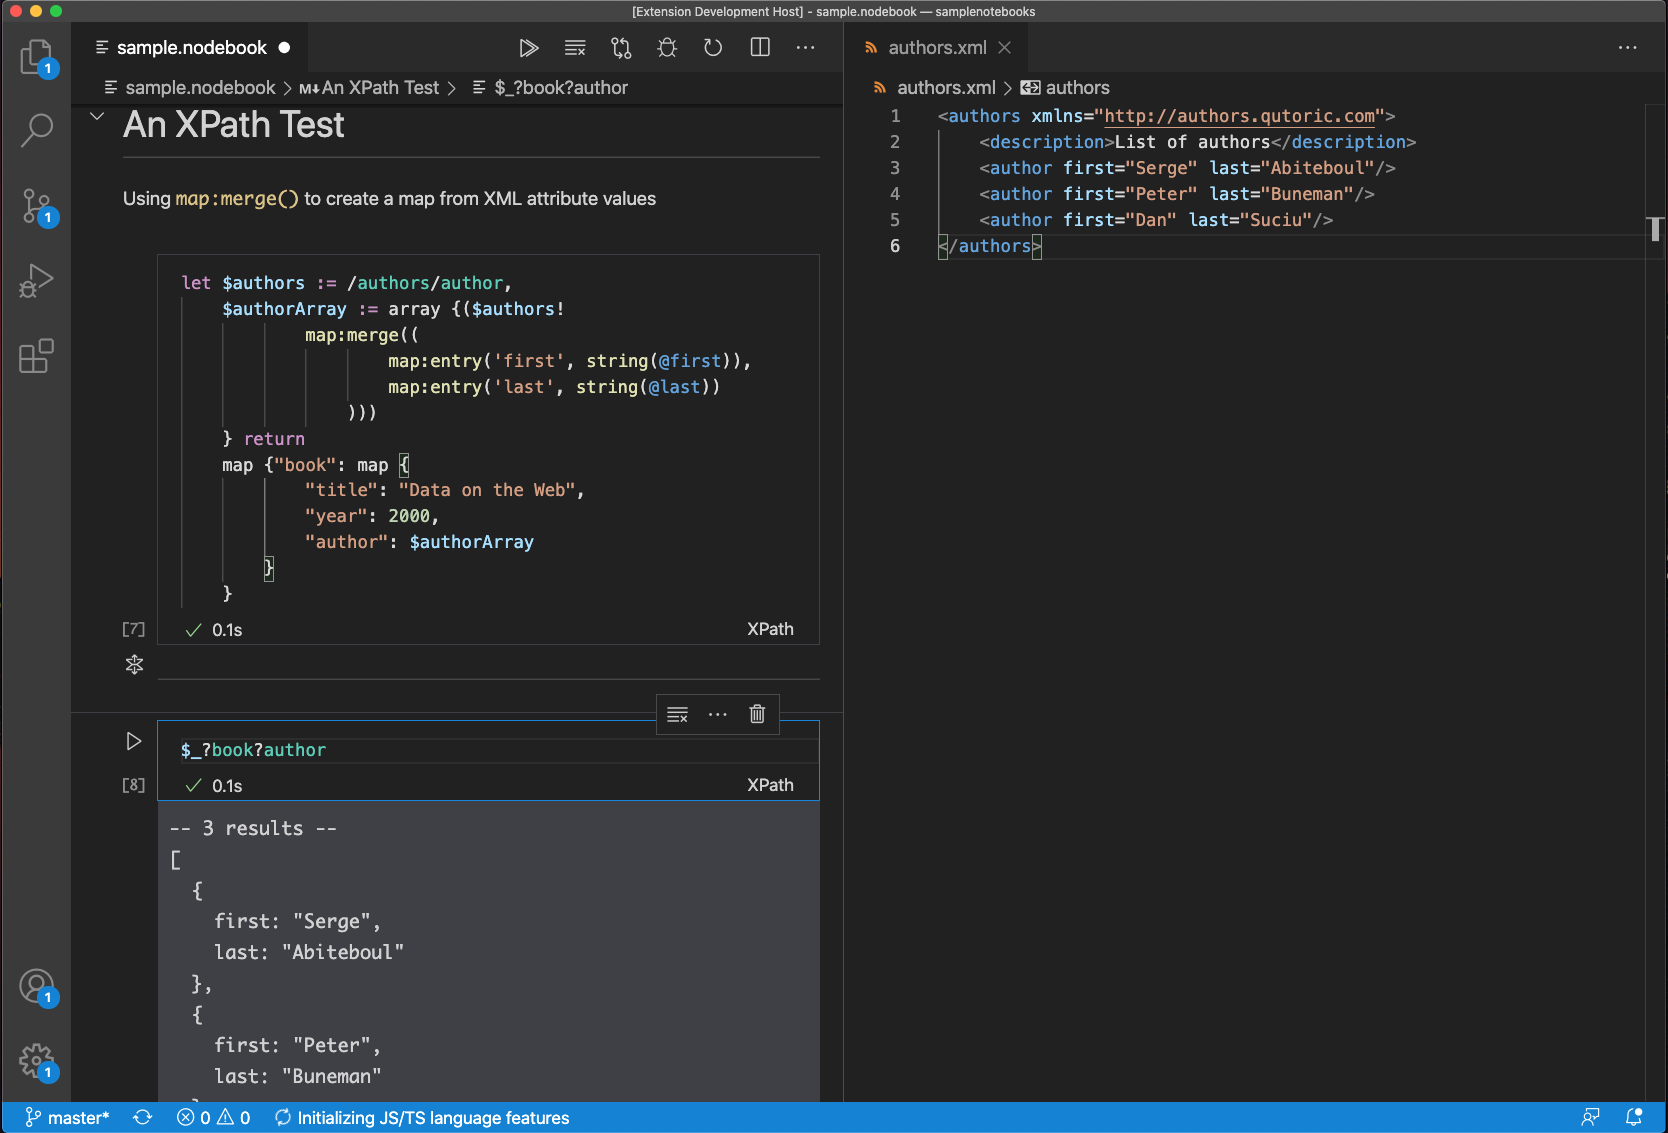 [Extension Development Host] - sample.nodebook — samplenotebooks
sample.nodebook
sample.nodebook > M↓ An XPath Test > $_?book?author
An XPath Test
Using map:merge() to create a map from XML attribute values
let $authors := /authors/author,
$authorArray := array {($authors!
map:merge((
map:entry('first', string(@first)),
map:entry('last', string(@last))
)))
} return
map {"book": map {
"title": "Data on the Web",
"year": 2000,
"author": $authorArray
}
}
[7] 0.1s XPath
$_?book?author
[8] 0.1s XPath
-- 3 results --
[
{
first: "Serge",
last: "Abiteboul"
},
{
first: "Peter",
last: "Buneman"
authors.xml
authors.xml > authors
1 <authors xmlns="http://authors.qutoric.com">
2 <description>List of authors</description>
3 <author first="Serge" last="Abiteboul"/>
4 <author first="Peter" last="Buneman"/>
5 <author first="Dan" last="Suciu"/>
6 </authors>
1
1
1
1
master* 0 0 Initializing JS/TS language features